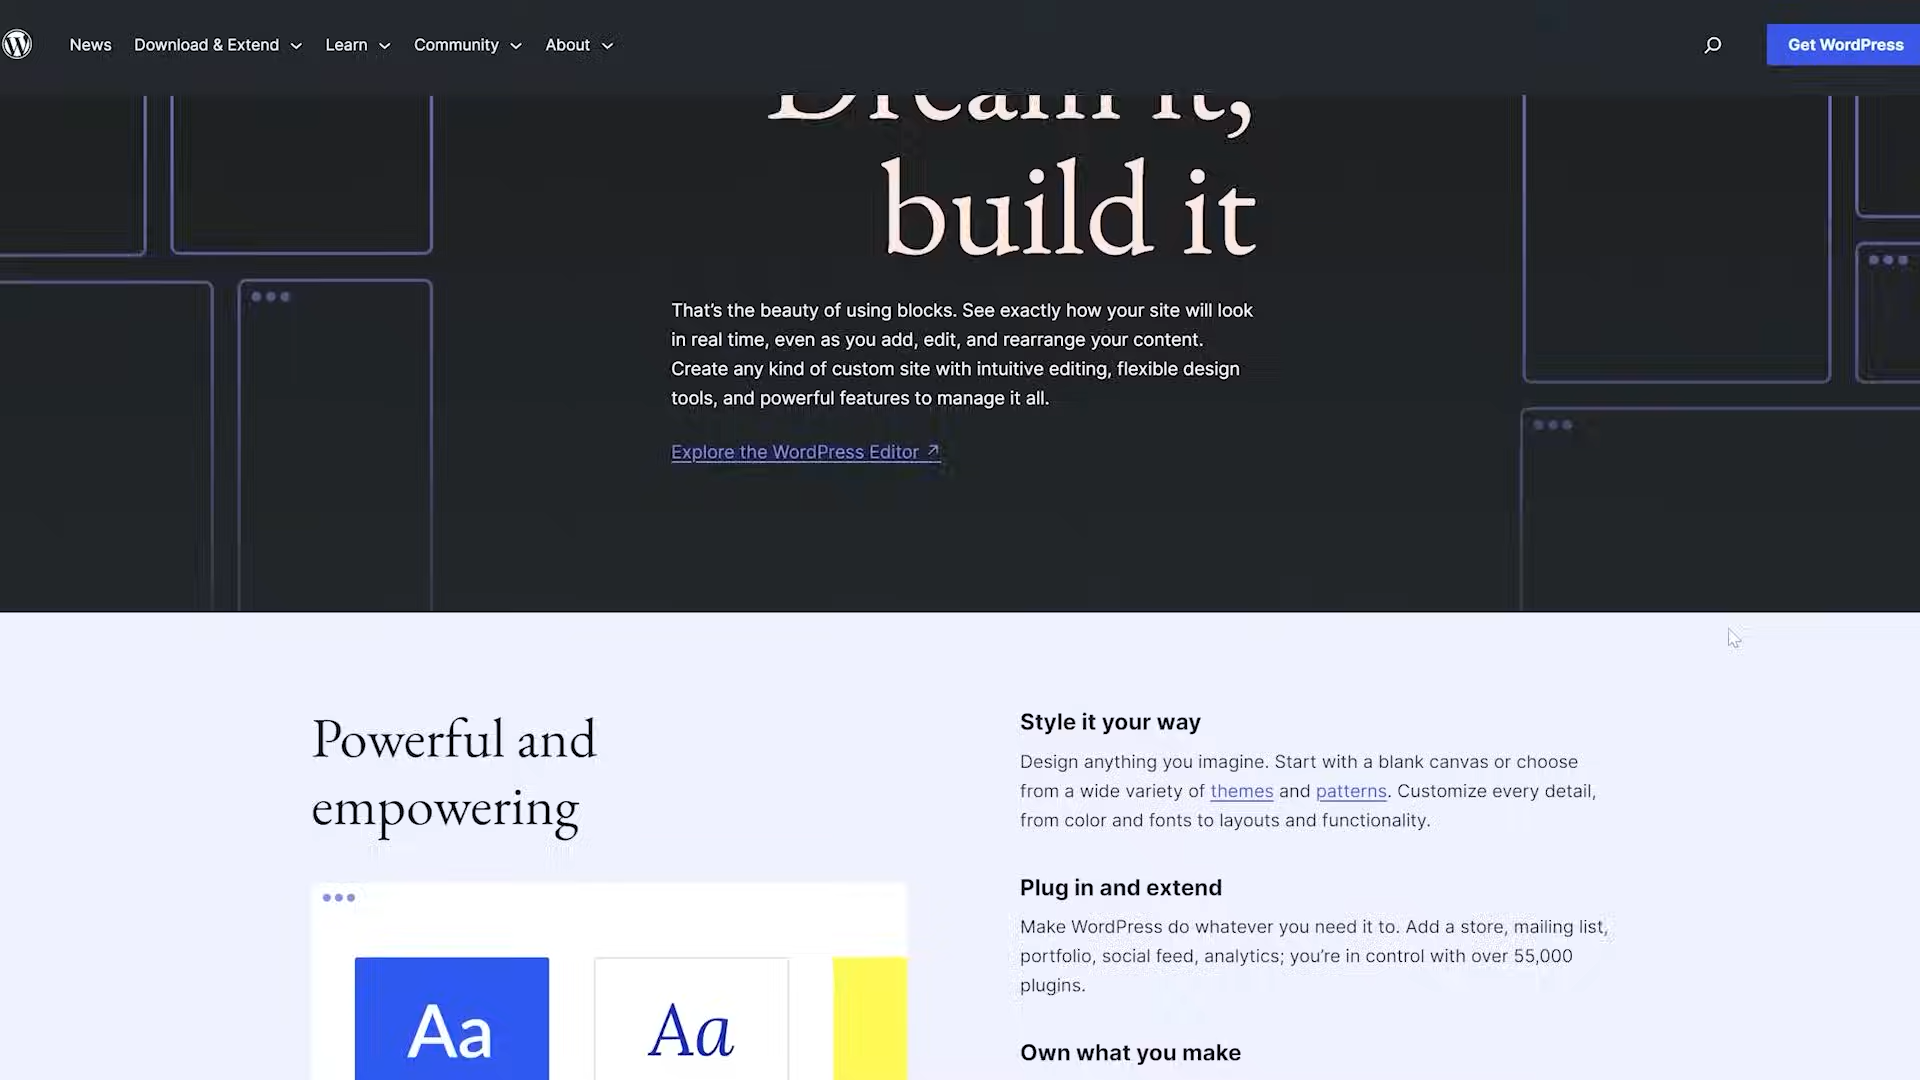 News Download & Extend Learn Community About Get WordPress
Dream it,
build it
That’s the beauty of using blocks. See exactly how your site will look
in real time, even as you add, edit, and rearrange your content.
Create any kind of custom site with intuitive editing, flexible design
tools, and powerful features to manage it all.
Explore the WordPress Editor ↗
Powerful and
empowering
Aa Aa
Style it your way
Design anything you imagine. Start with a blank canvas or choose
from a wide variety of themes and patterns. Customize every detail,
from color and fonts to layouts and functionality.
Plug in and extend
Make WordPress do whatever you need it to. Add a store, mailing list,
portfolio, social feed, analytics; you’re in control with over 55,000
plugins.
Own what you make